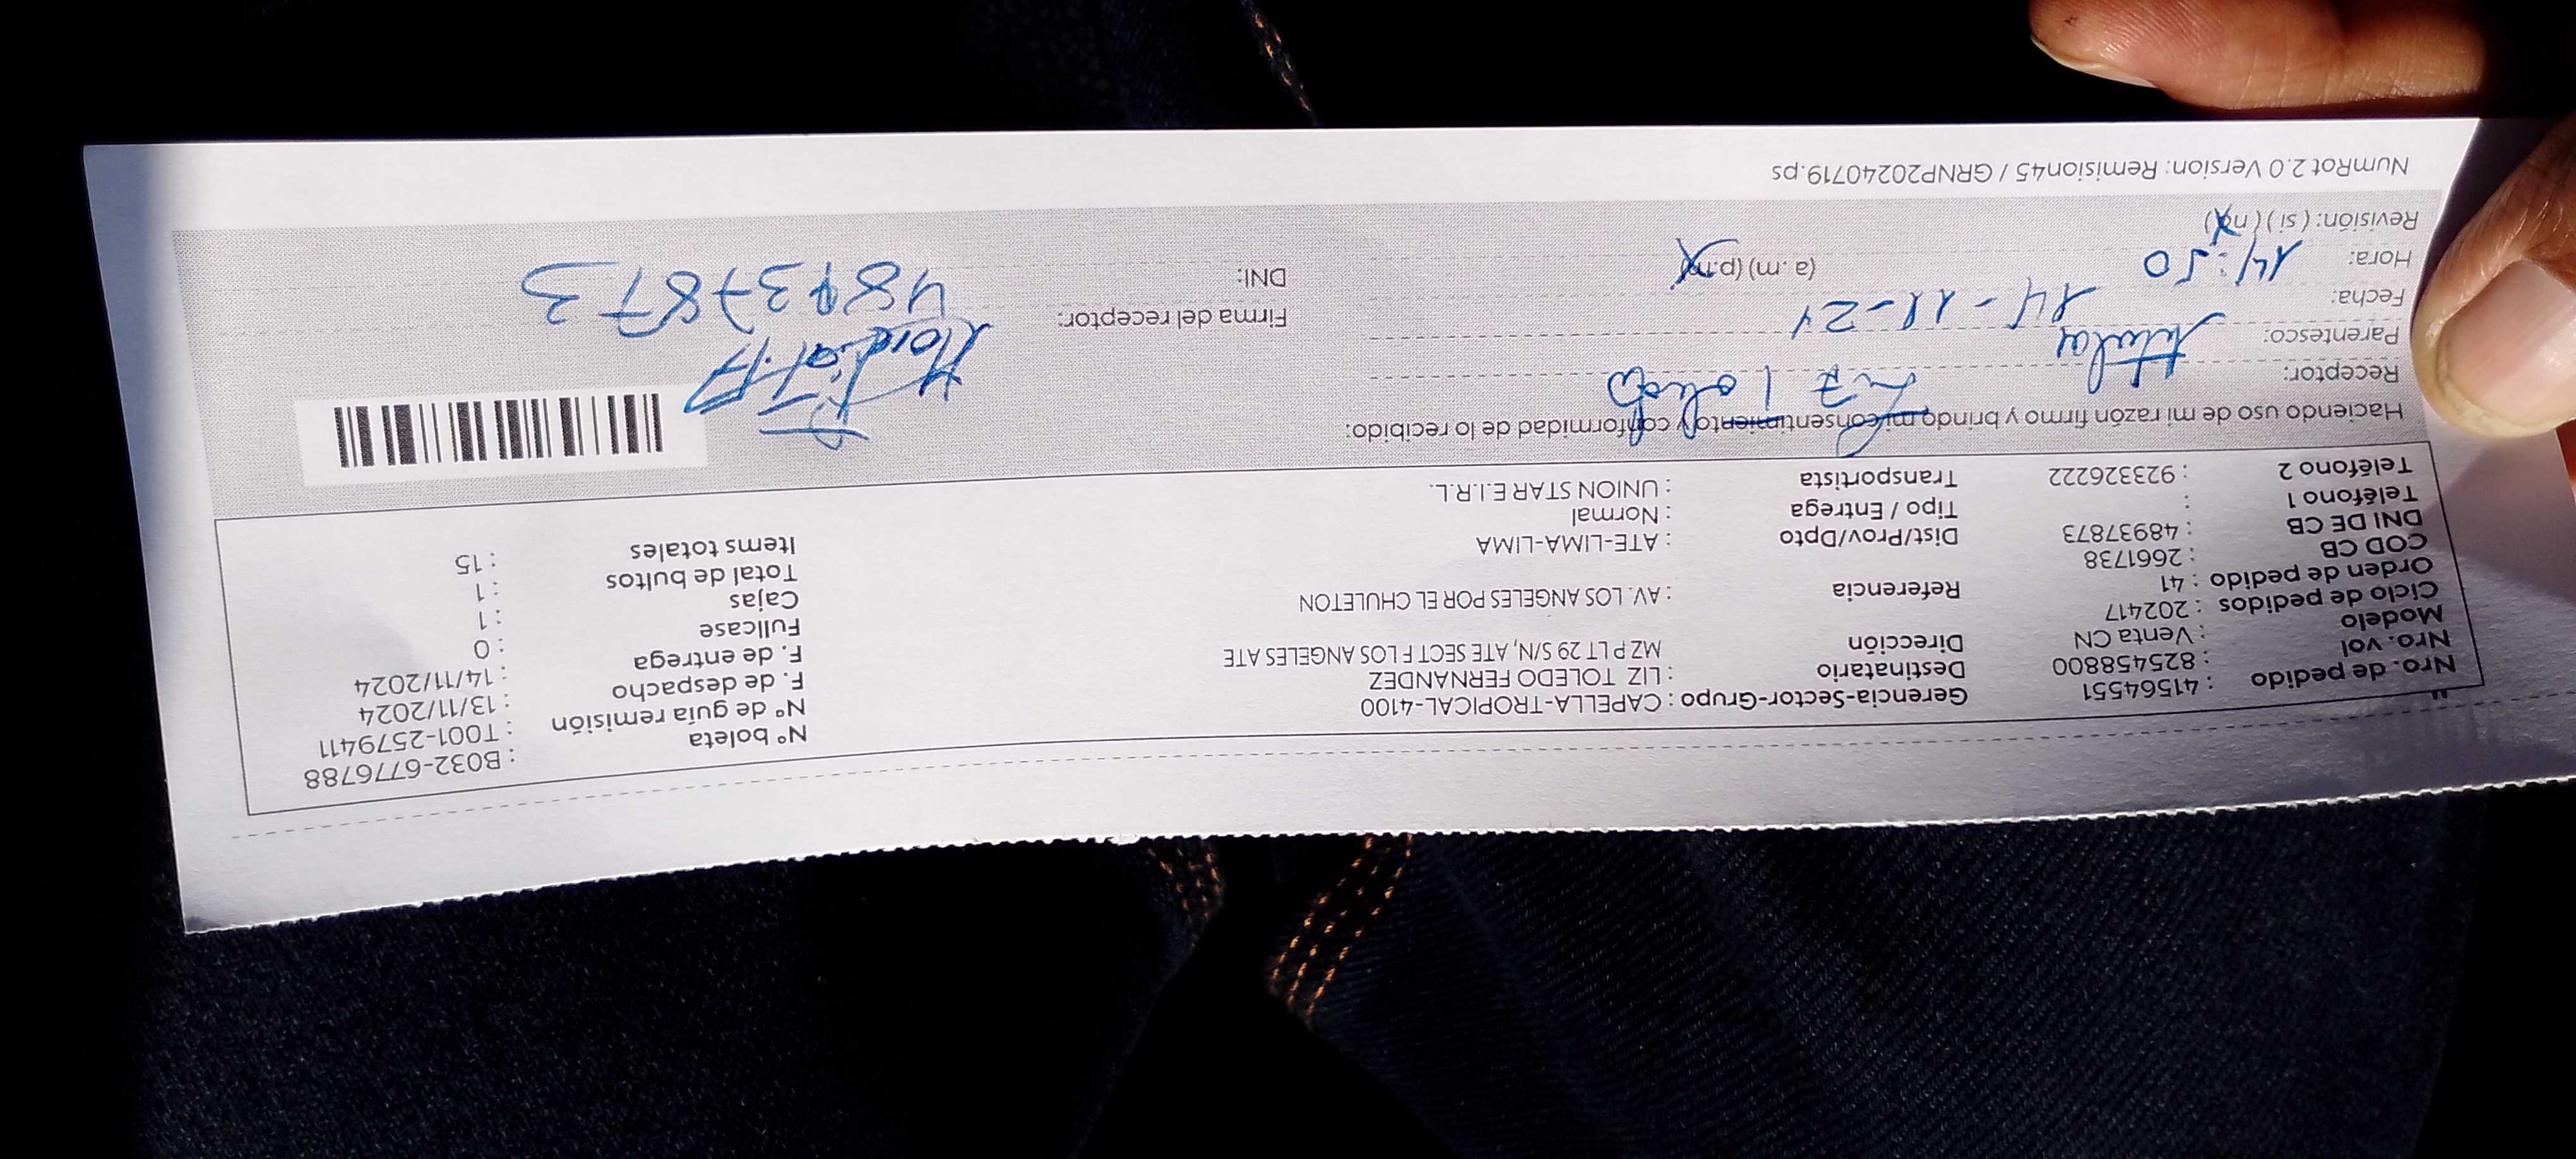 Nro. de pedido : 41564551
Nro. vol : 825458800
Modelo : Venta CN
Ciclo de pedidos : 202417
Orden de pedido : 41
COD CB : 2661738
DNI DE CB : 48937873
Teléfono 1 :
Teléfono 2 : 923326222
Gerencia-Sector-Grupo : CAPELLA-TROPICAL-4100
Destinatario : LIZ TOLEDO FERNANDEZ
Dirección MZ P LT 29 S/N, ATE SECT F LOS ANGELES ATE
Referencia : AV. LOS ANGELES POR EL CHULETON
Dist/Prov/Dpto : ATE-LIMA-LIMA
Tipo / Entrega : Normal
Transportista : UNION STAR E.I.R.L.
N° boleta : B032-6776788
N° de guía remisión : T001-2579411
F. de despacho : 13/11/2024
F. de entrega : 14/11/2024
Fullcase : 0
Cajas : 1
Total de bultos : 1
Items totales : 15
Haciendo uso de mi razón firmo y brindo mi consentimiento y conformidad de lo recibido:
Receptor: Liz Toledo
Parentesco: titular
Fecha: 14-11-24
Hora: 14:50 (a. m) (p.m)
Revisión: (si) (no)
Firma del receptor:
DNI: 48937873
NumRot 2.0 Version: Remision45 / GRNP20240719.ps